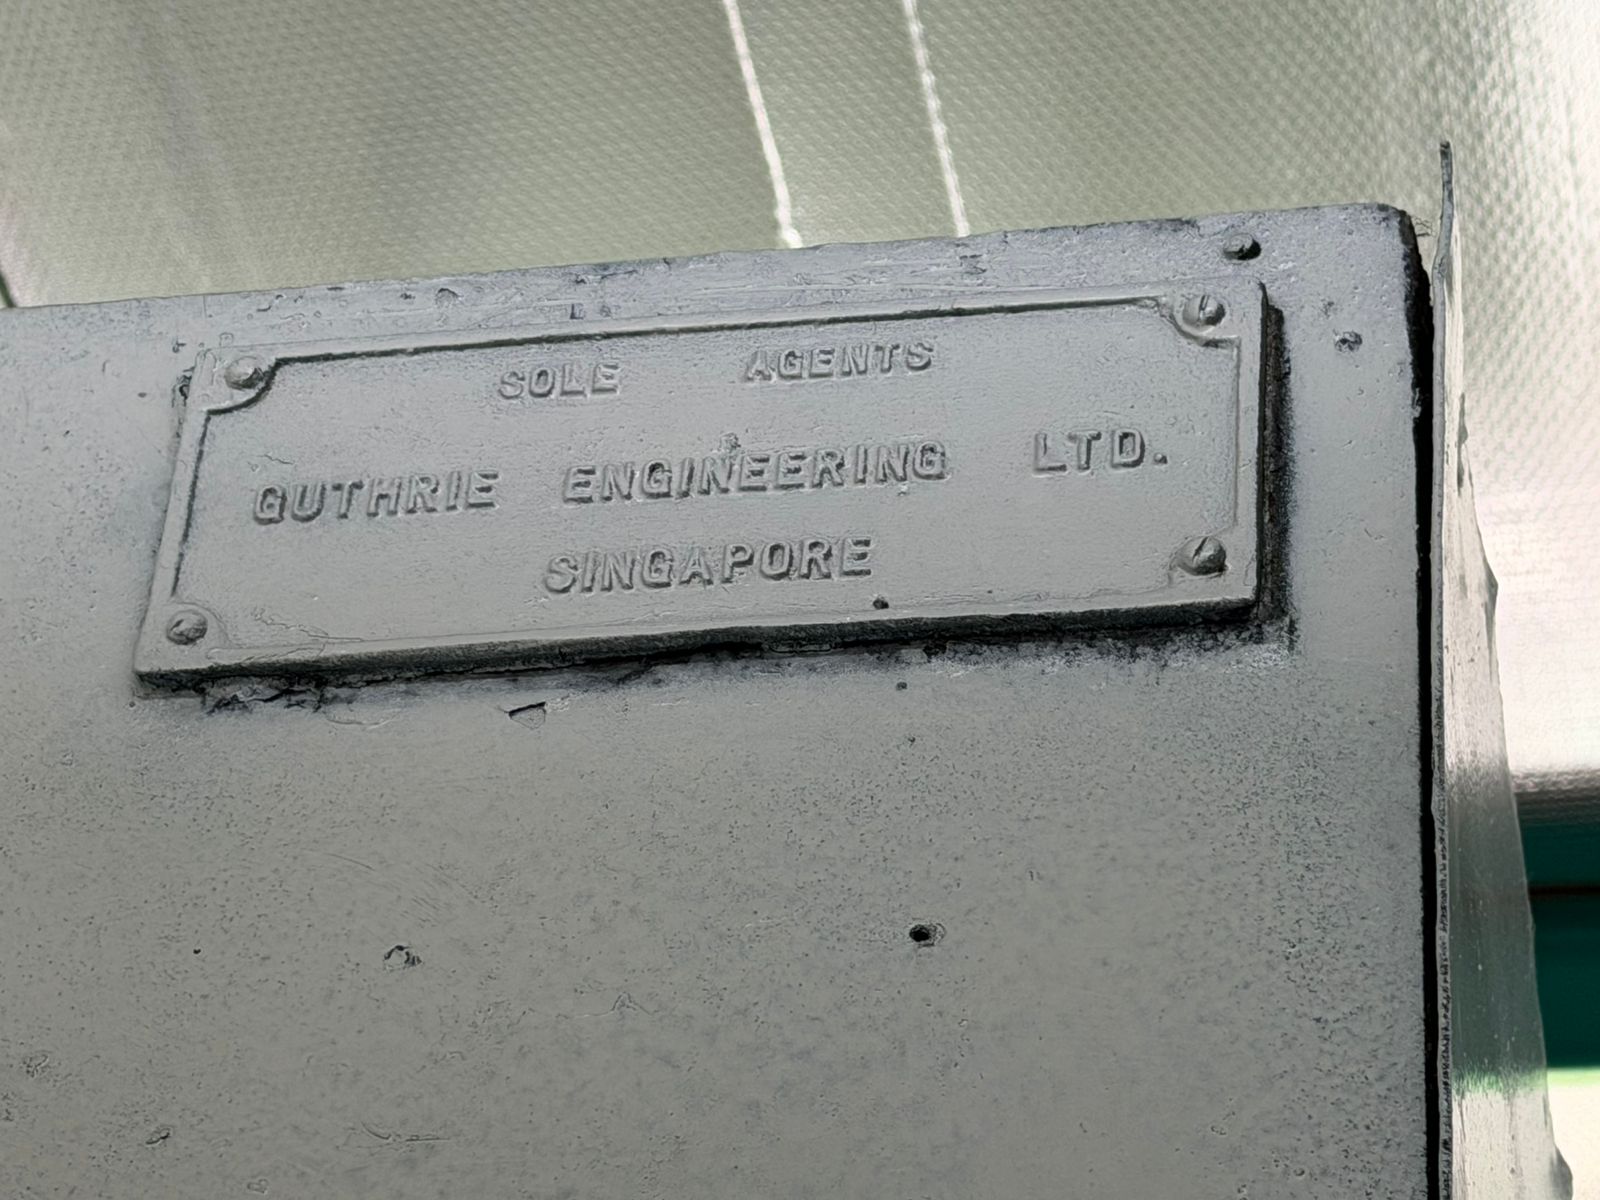 SOLE AGENTS
GUTHRIE ENGINEERING LTD.
SINGAPORE